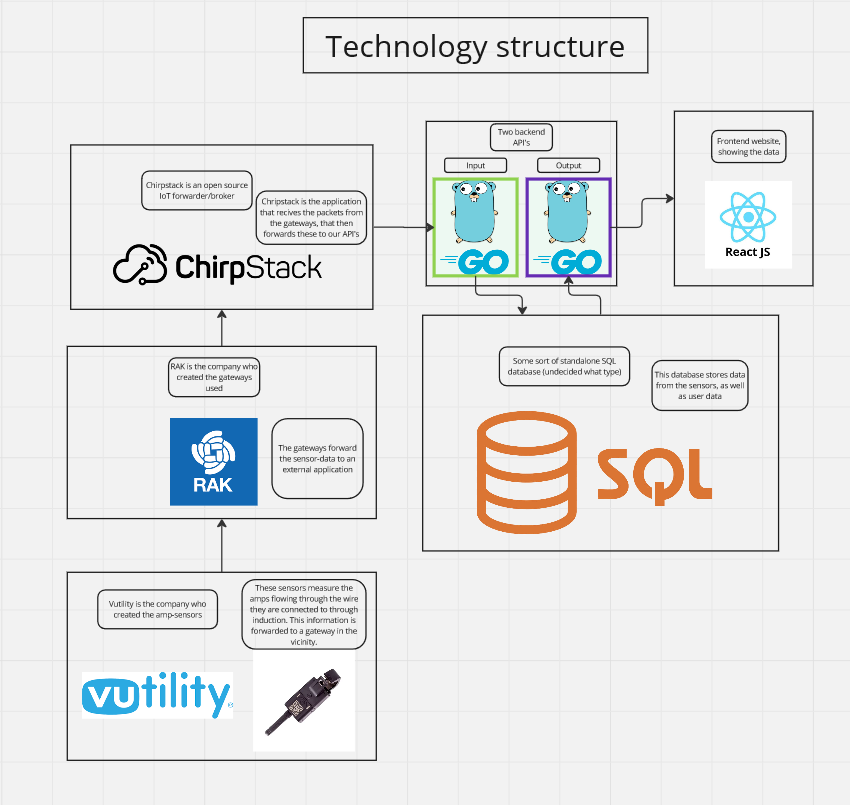 Technology structure
Chirpstack is an open source
IoT forwarder/broker
Chirpstack is the application
that recives the packets from
the gateways, that then
forwards these to our API's
ChirpStack
Two backend
API's
Input
Output
GO
GO
Frontend website,
showing the data
React JS
RAK is the company who
created the gateways
used
RAK
The gateways forward
the sensor-data to an
external application
Some sort of standalone SQL
database (undecided what type)
This database stores data
from the sensors, as well
as user data
SQL
Vutility is the company who
created the amp-sensors
These sensors measure the
amps flowing through the wire
they are connected to through
induction. This information is
forwarded to a gateway in the
vicinity.
vutility